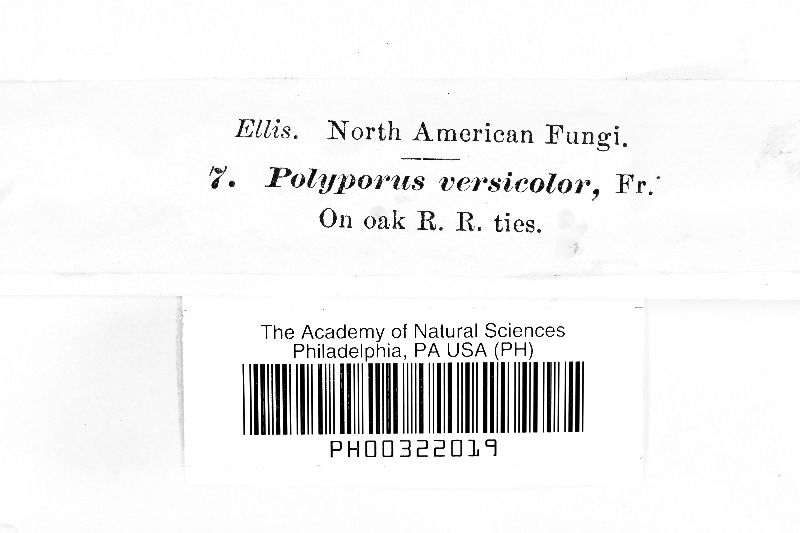 Ellis. North American Fungi.
7. Polyporus versicolor, Fr.
On oak R. R. ties.
The Academy of Natural Sciences
Philadelphia, PA USA (PH)
PH00322019